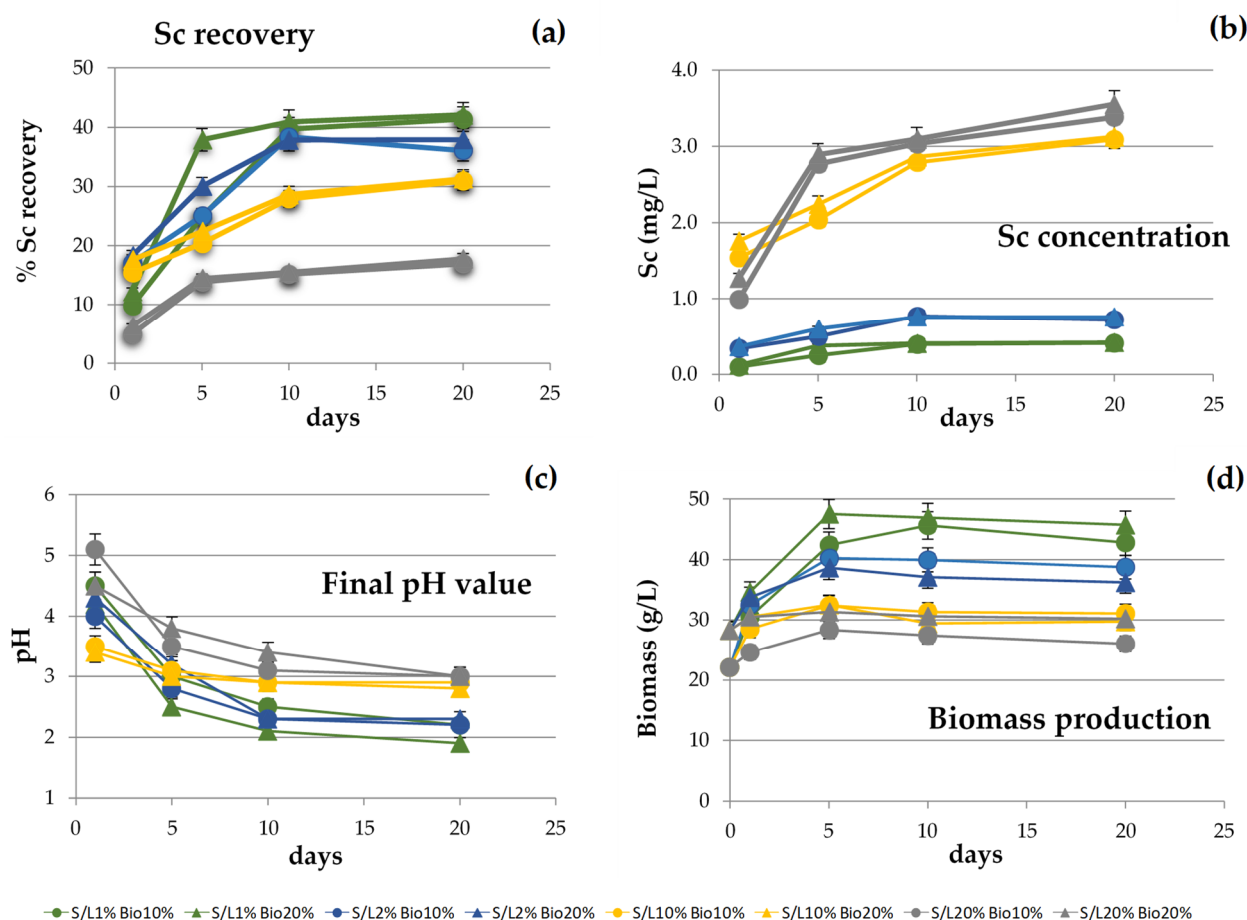 Sc recovery
(a)
% Sc recovery
50
40
30
20
10
0
0 5 10 15 20 25
days
(b)
Sc (mg/L)
4.0
3.0
2.0
1.0
0.0
Sc concentration
0 5 10 15 20 25
days
(c)
pH
6
5
4
3
2
1
Final pH value
0 5 10 15 20 25
days
(d)
Biomass (g/L)
50
40
30
20
10
0
Biomass production
0 5 10 15 20 25
days
S/L1% Bio10% S/L1% Bio20% S/L2% Bio10% S/L2% Bio20% S/L10% Bio10% S/L10% Bio20% S/L20% Bio10% S/L20% Bio20%